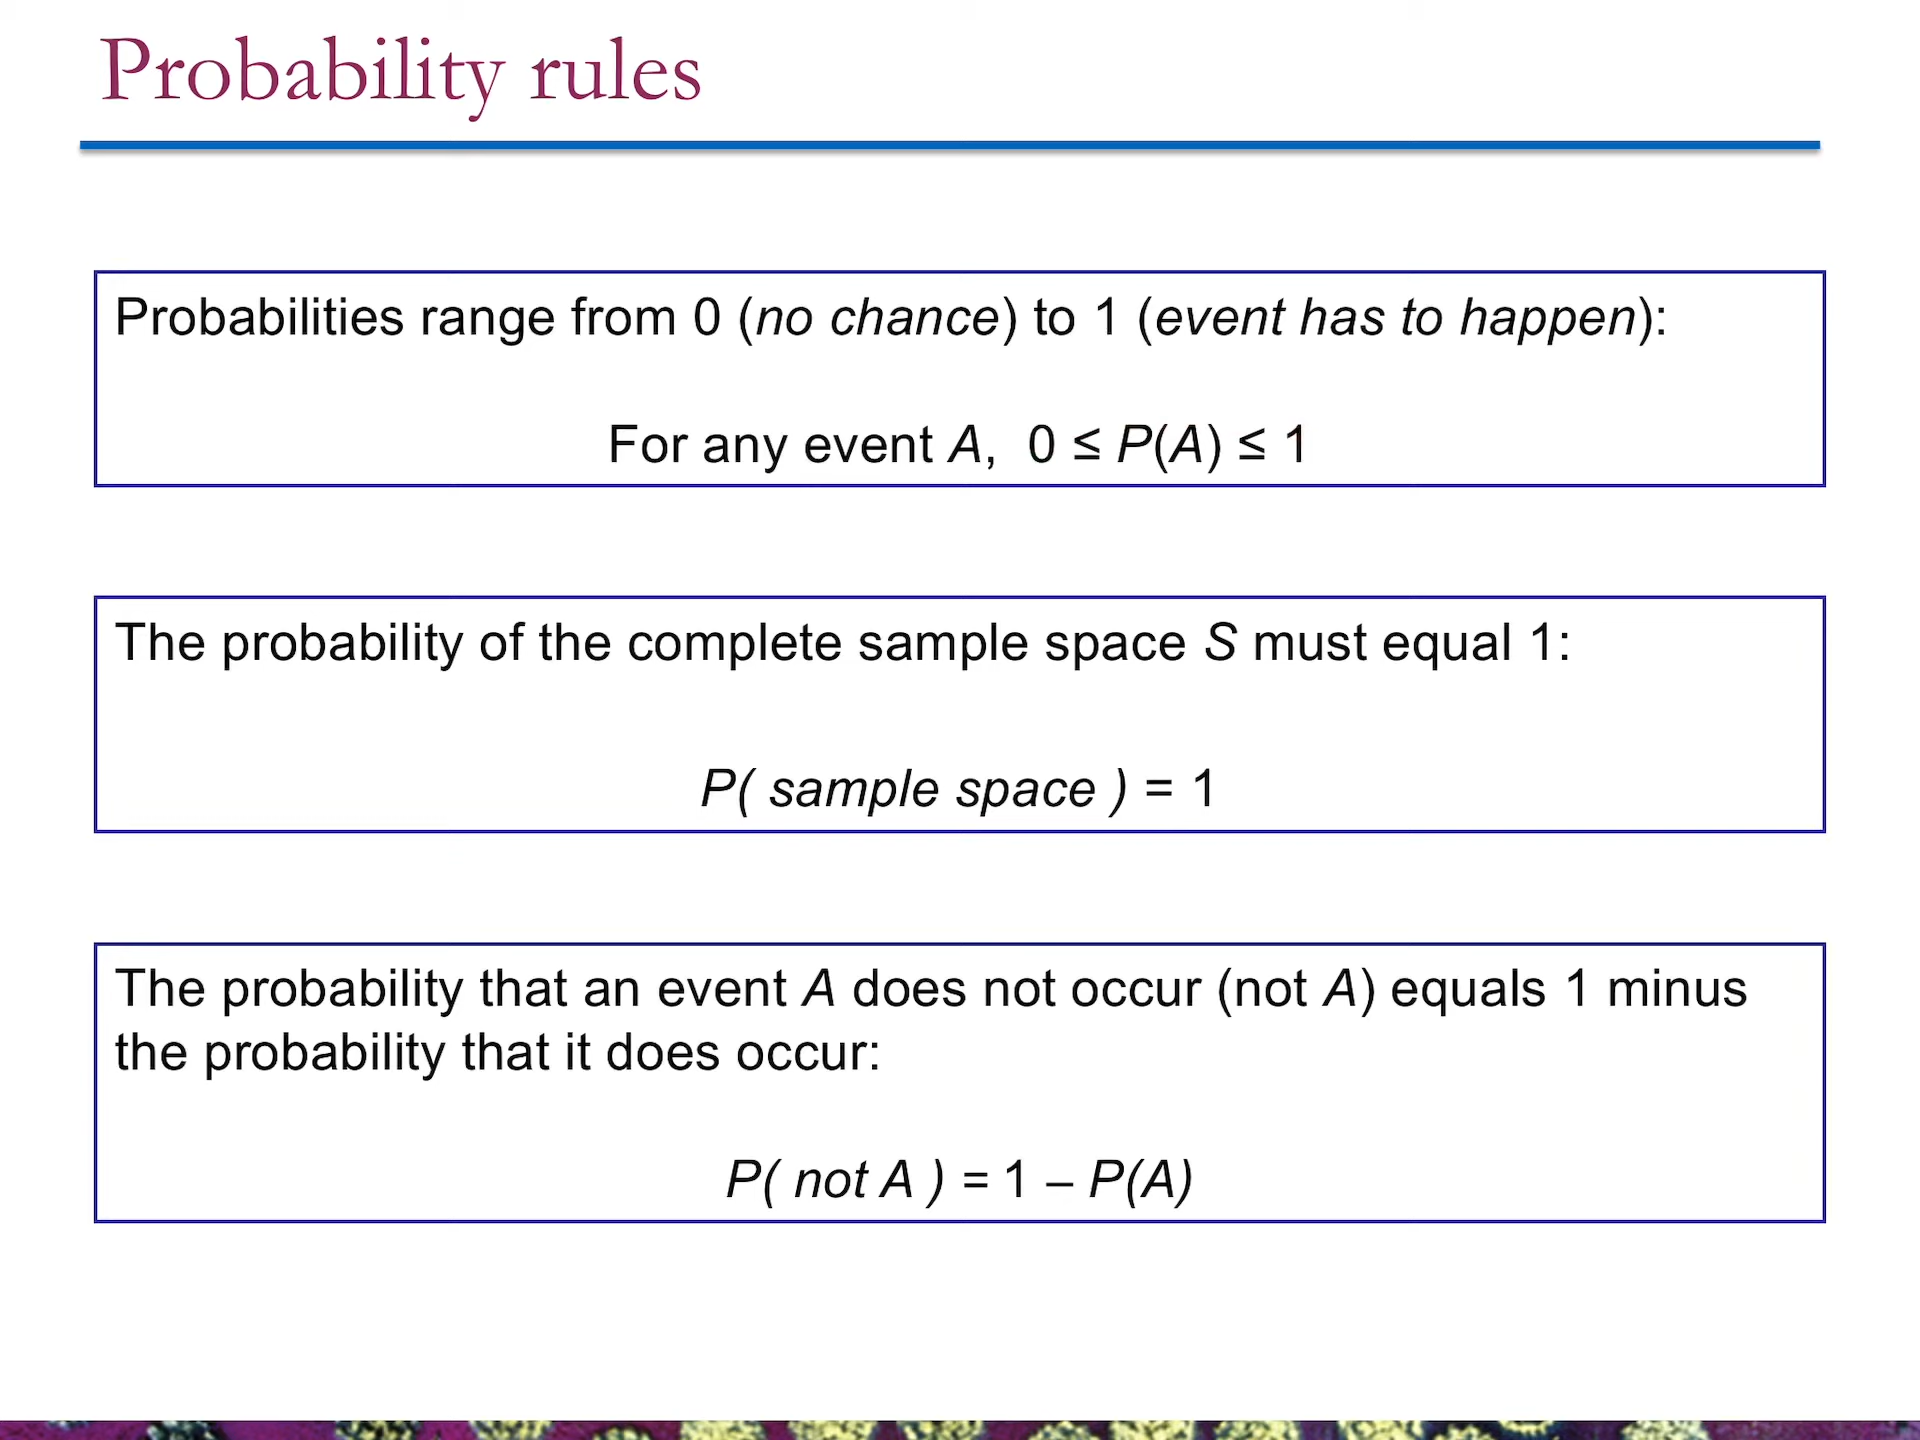 Probability rules
Probabilities range from 0 (no chance) to 1 (event has to happen):
For any event A,  0 ≤ P(A) ≤ 1
The probability of the complete sample space S must equal 1:
P( sample space ) = 1
The probability that an event A does not occur (not A) equals 1 minus
the probability that it does occur:
P( not A ) = 1 – P(A)